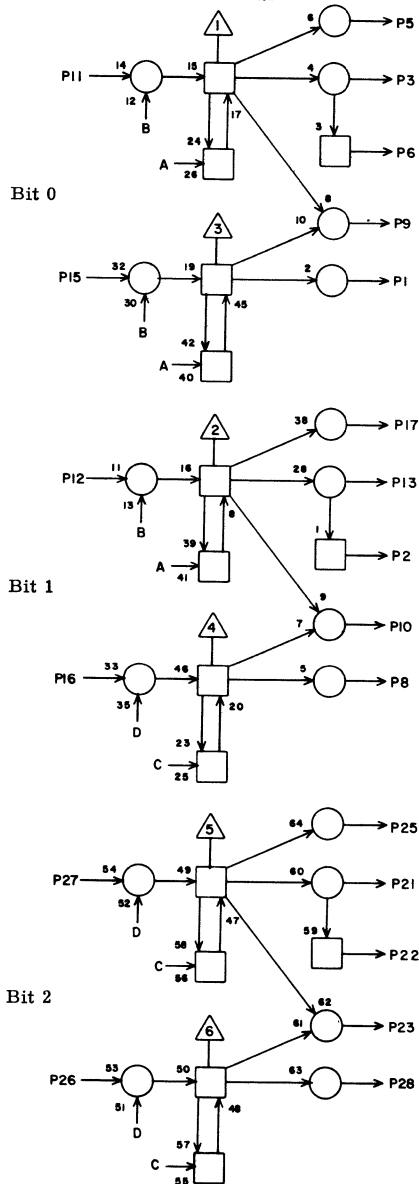 1
6
P5
P11
14
15
4
P3
12
B
24
17
3
P6
A
26
Bit 0
8
3
10
P9
P15
32
19
2
P1
30
B
42
45
A
40
2
38
P17
P12
11
16
28
P13
13
B
39
8
1
P2
A
41
Bit 1
9
4
7
P10
P16
33
46
5
P8
35
D
23
20
C
25
5
64
P25
P27
54
49
60
P21
52
D
58
47
59
P22
C
56
Bit 2
62
6
61
P23
P26
53
50
63
P28
51
D
57
48
C
55